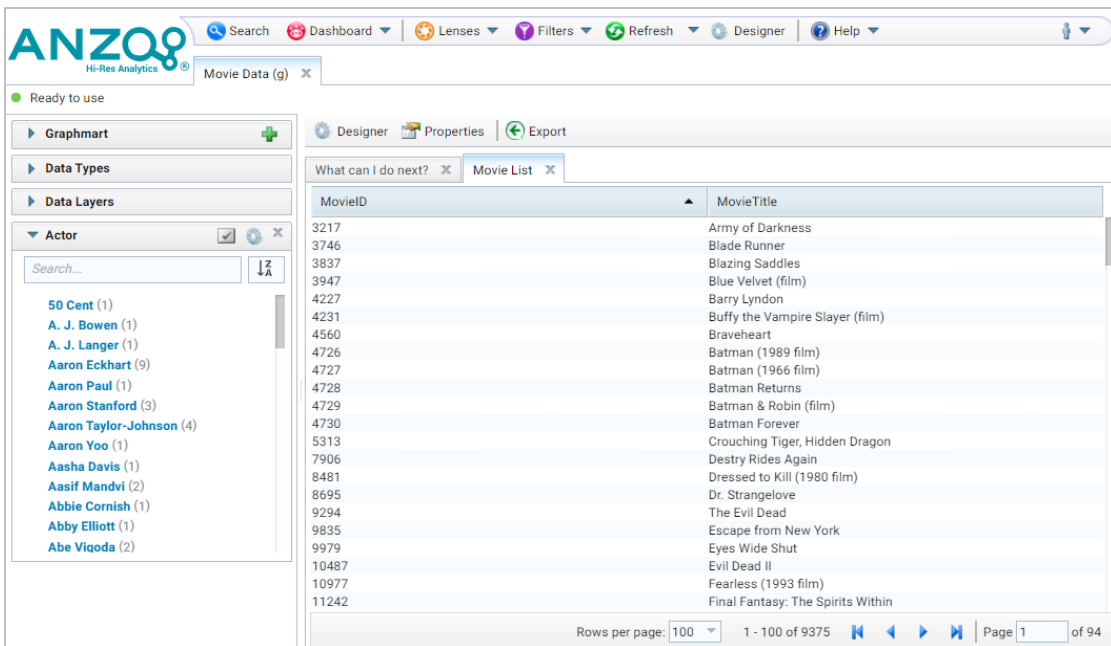 ANZO
Hi-Res Analytics ®
Search Dashboard Lenses Filters Refresh Designer Help
Movie Data (g)
Ready to use
Graphmart
Data Types
Data Layers
Actor
Search...
50 Cent (1)
A. J. Bowen (1)
A. J. Langer (1)
Aaron Eckhart (9)
Aaron Paul (1)
Aaron Stanford (3)
Aaron Taylor-Johnson (4)
Aaron Yoo (1)
Aasha Davis (1)
Aasif Mandvi (2)
Abbie Cornish (1)
Abby Elliott (1)
Abe Vigoda (2)
Designer Properties Export
What can I do next? Movie List
MovieID MovieTitle
3217 Army of Darkness
3746 Blade Runner
3837 Blazing Saddles
3947 Blue Velvet (film)
4227 Barry Lyndon
4231 Buffy the Vampire Slayer (film)
4560 Braveheart
4726 Batman (1989 film)
4727 Batman (1966 film)
4728 Batman Returns
4729 Batman & Robin (film)
4730 Batman Forever
5313 Crouching Tiger, Hidden Dragon
7906 Destry Rides Again
8481 Dressed to Kill (1980 film)
8695 Dr. Strangelove
9294 The Evil Dead
9835 Escape from New York
9979 Eyes Wide Shut
10487 Evil Dead II
10977 Fearless (1993 film)
11242 Final Fantasy: The Spirits Within
Rows per page: 100 1 - 100 of 9375 Page 1 of 94